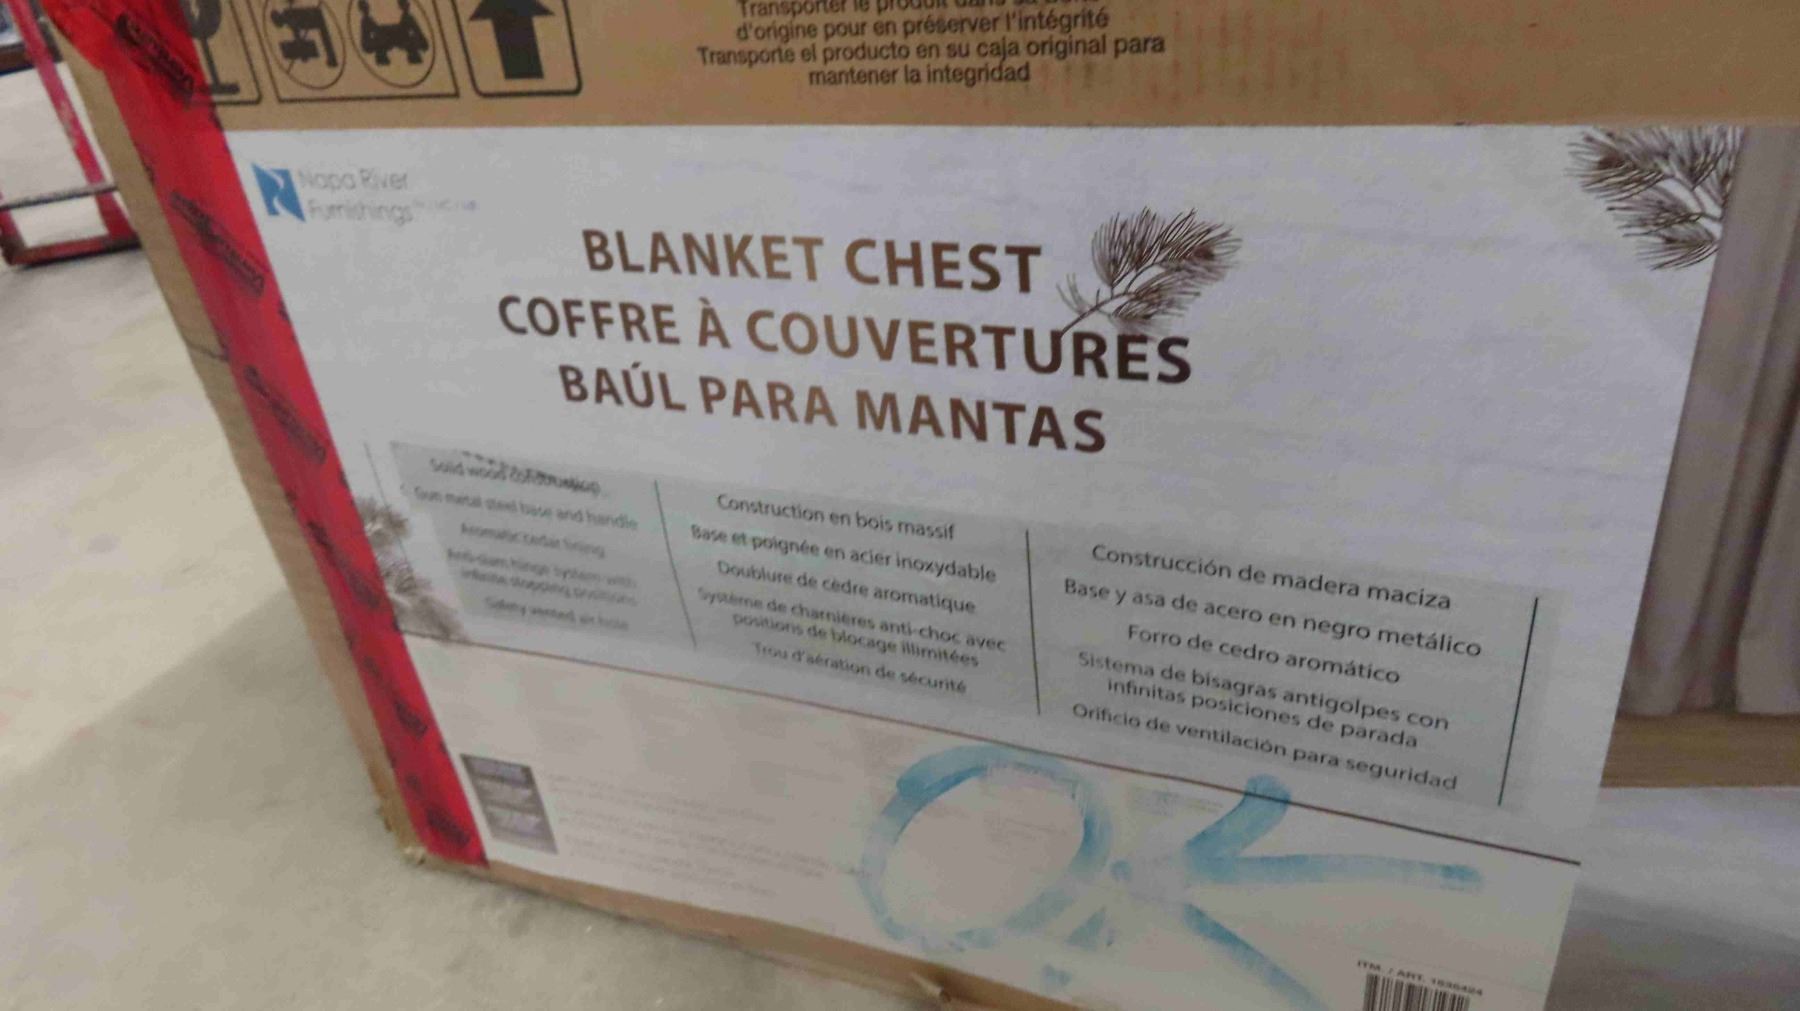 Transporter le produit dans sa
d'origine pour en préserver l'intégrité
Transporte el producto en su caja original para
mantener la integridad
Napa River
Furnishings
BLANKET CHEST
COFFRE À COUVERTURES
BAÚL PARA MANTAS
Solid wood construction
Gun metal steel base and handle
Aromatic cedar lining
Anti-slam hinge system with
infinite stopping positions
Safety vented air hole
Construction en bois massif
Base et poignée en acier inoxydable
Doublure de cèdre aromatique
Système de charnières anti-choc avec
positions de blocage illimitées
Trou d'aération de sécurité
Construcción de madera maciza
Base y asa de acero en negro metálico
Forro de cedro aromático
Sistema de bisagras antigolpes con
infinitas posiciones de parada
Orificio de ventilación para seguridad
OK
ITM. / ART.